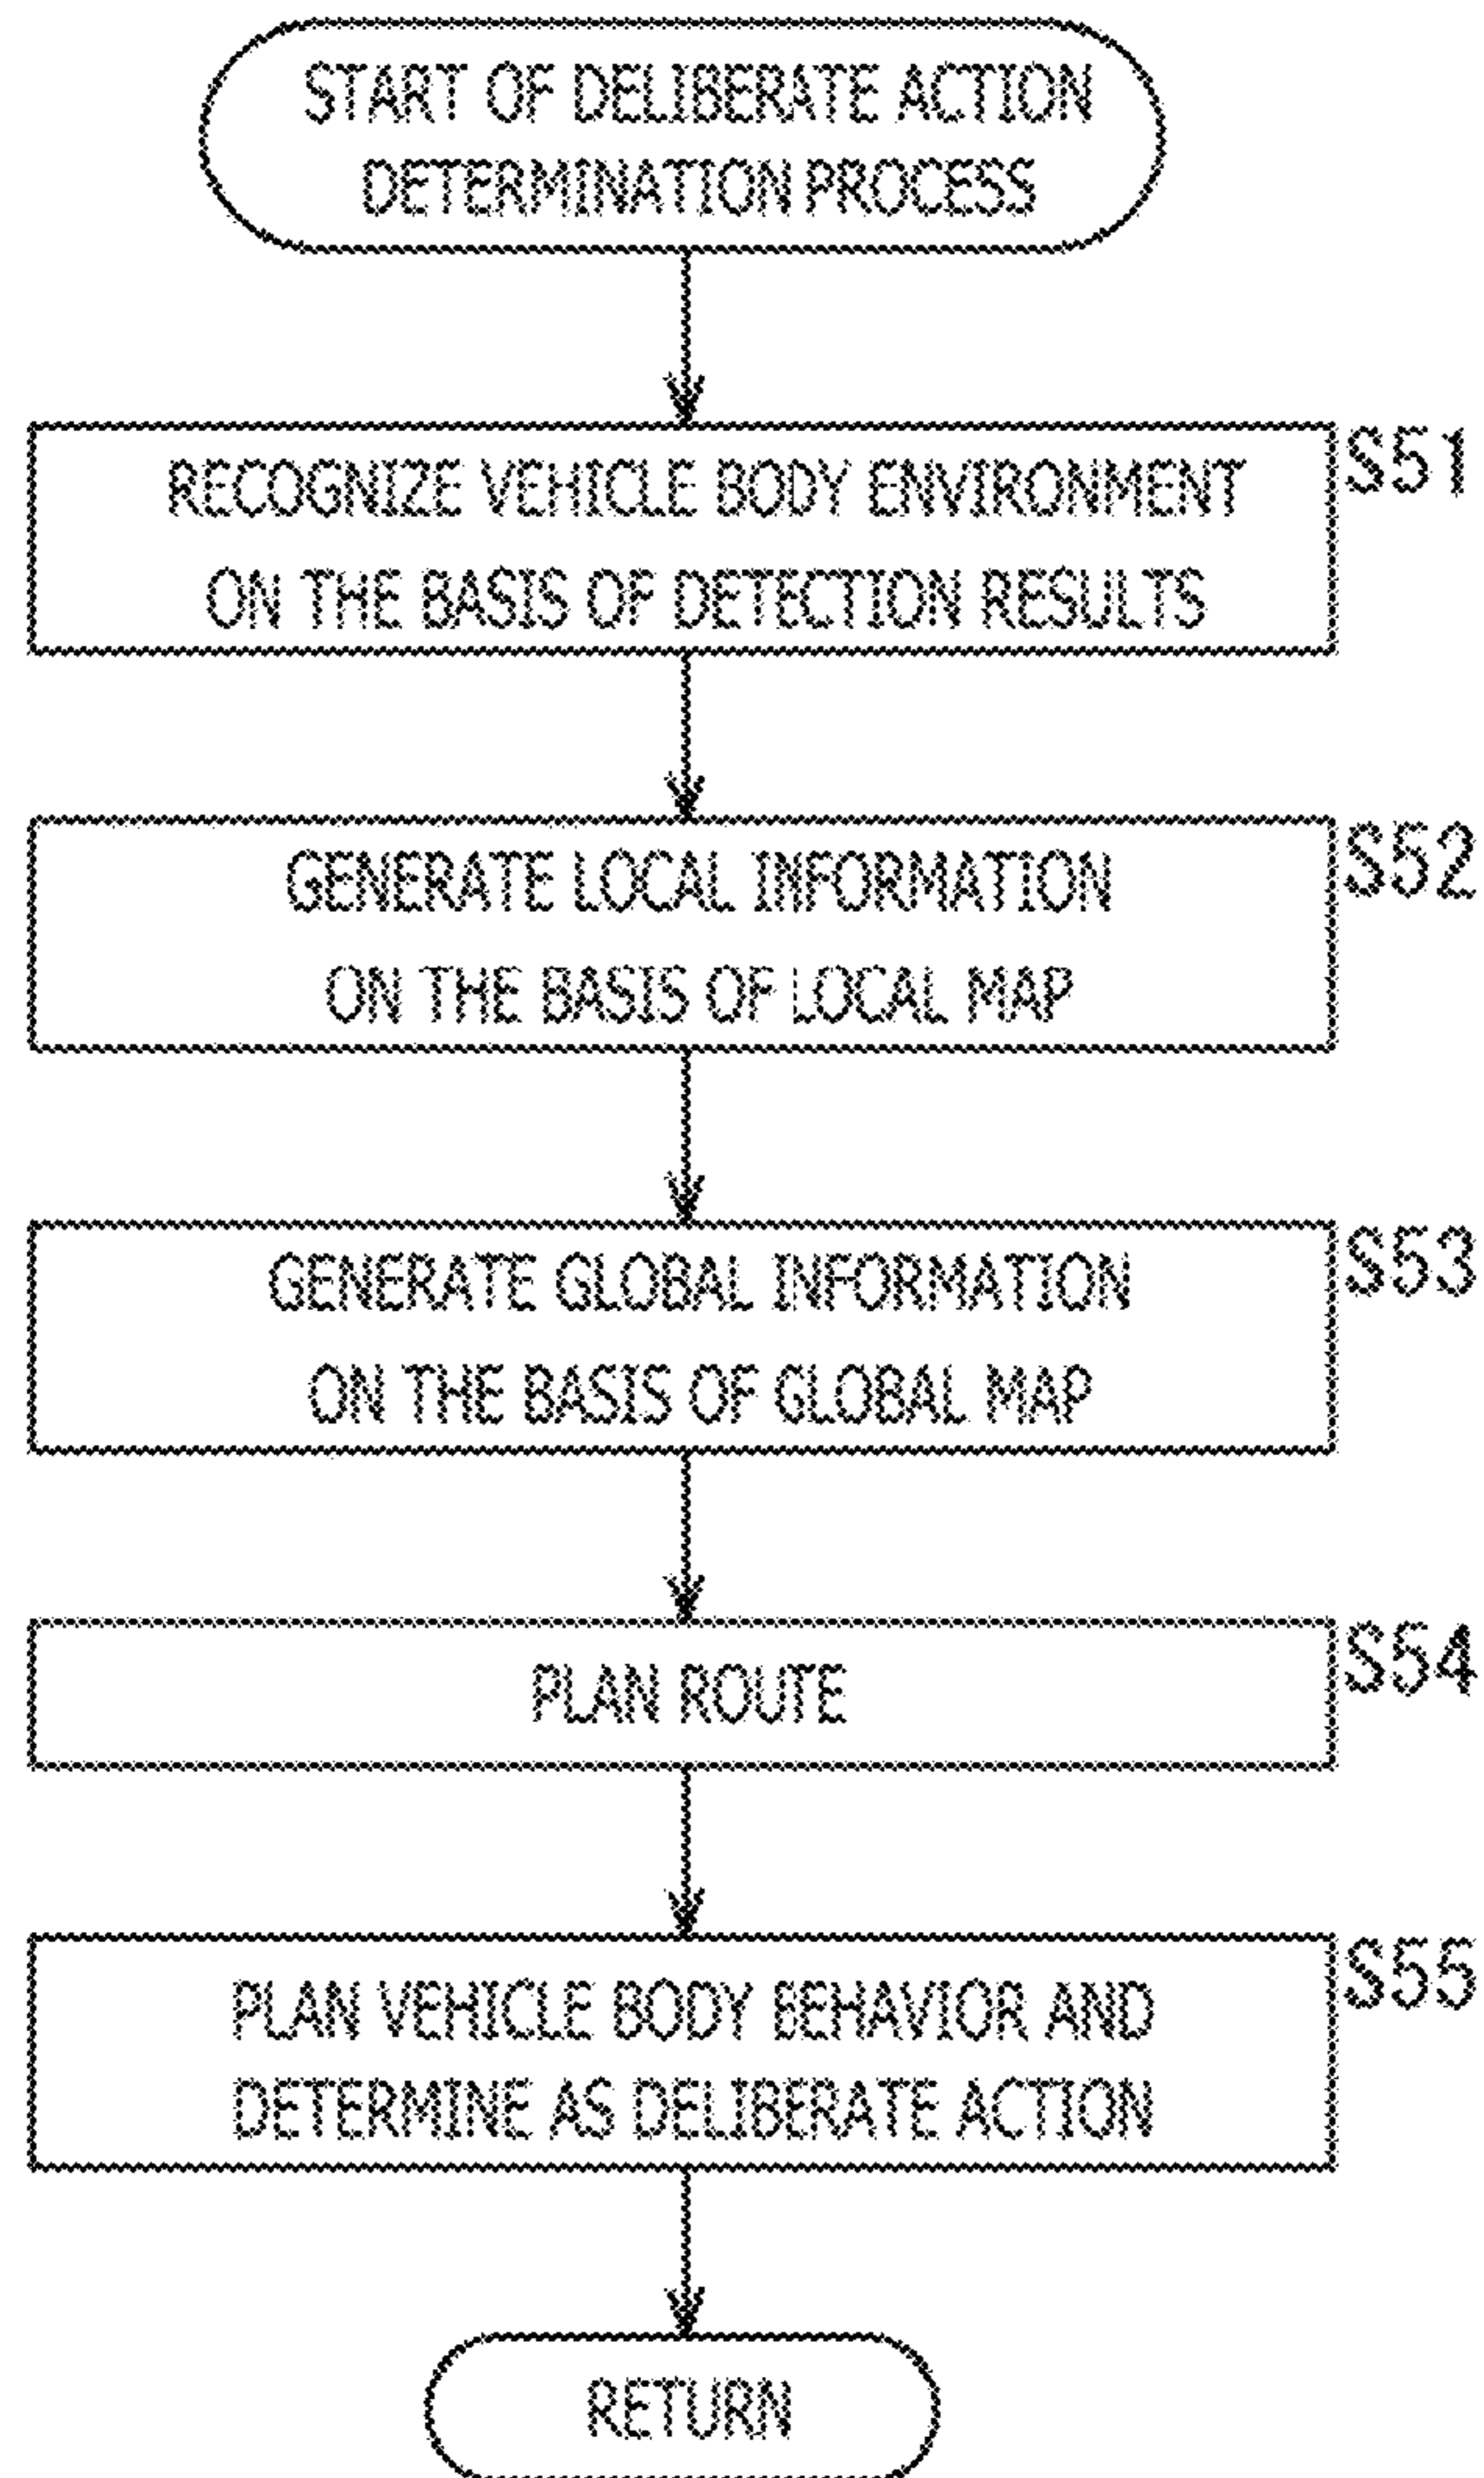 START OF DELIBERATE ACTION
DETERMINATION PROCESS
RECOGNIZE VEHICLE BODY ENVIRONMENT
ON THE BASIS OF DETECTION RESULTS
S51
GENERATE LOCAL INFORMATION
ON THE BASIS OF LOCAL MAP
S52
GENERATE GLOBAL INFORMATION
ON THE BASIS OF GLOBAL MAP
S53
PLAN ROUTE
S54
PLAN VEHICLE BODY BEHAVIOR AND
DETERMINE AS DELIBERATE ACTION
S55
RETURN